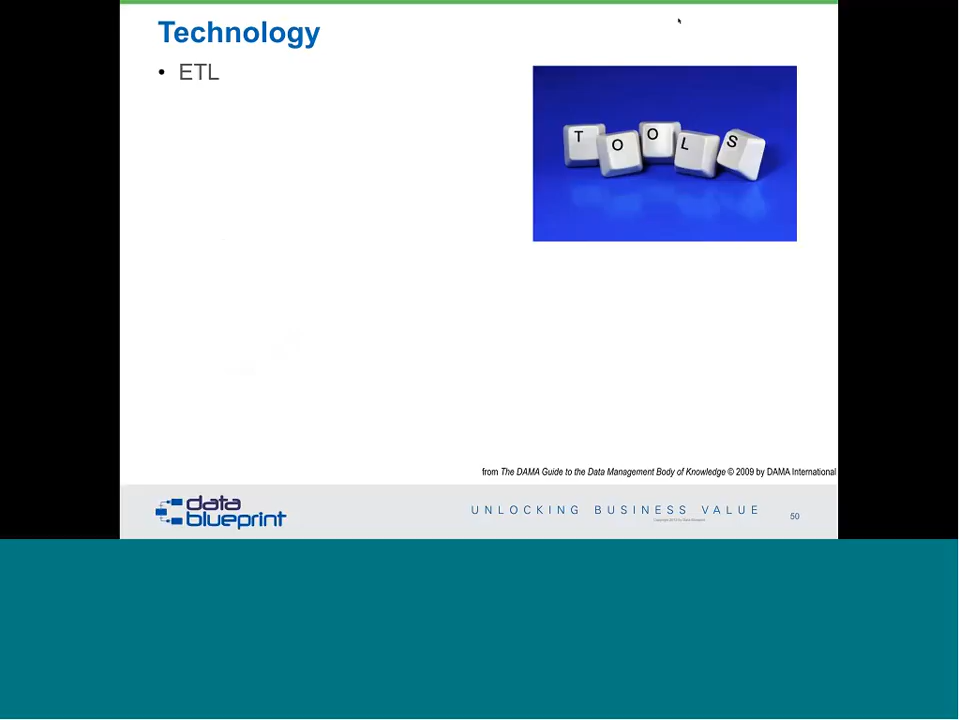 Technology
• ETL
T O O L S
from The DAMA Guide to the Data Management Body of Knowledge © 2009 by DAMA International
data
blueprint
UNLOCKING BUSINESS VALUE
50